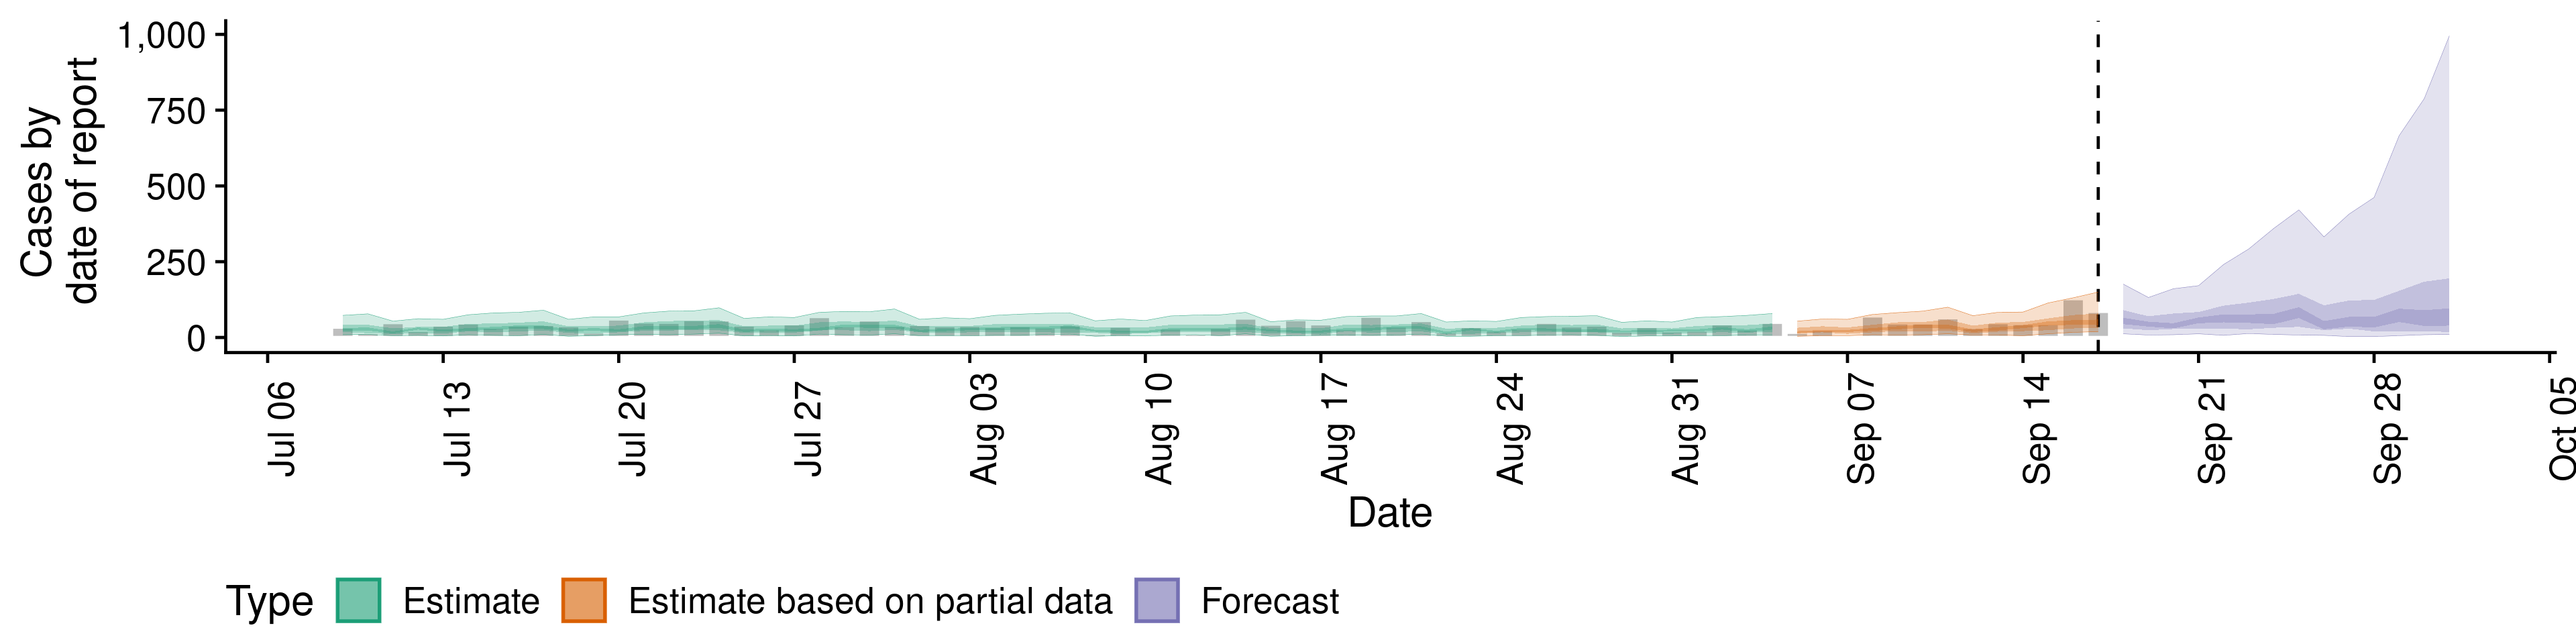 Cases by
date of report
1,000
750
500
250
0
Jul 06
Jul 13
Jul 20
Jul 27
Aug 03
Aug 10
Aug 17
Aug 24
Aug 31
Sep 07
Sep 14
Sep 21
Sep 28
Oct 05
Date
Type Estimate Estimate based on partial data Forecast